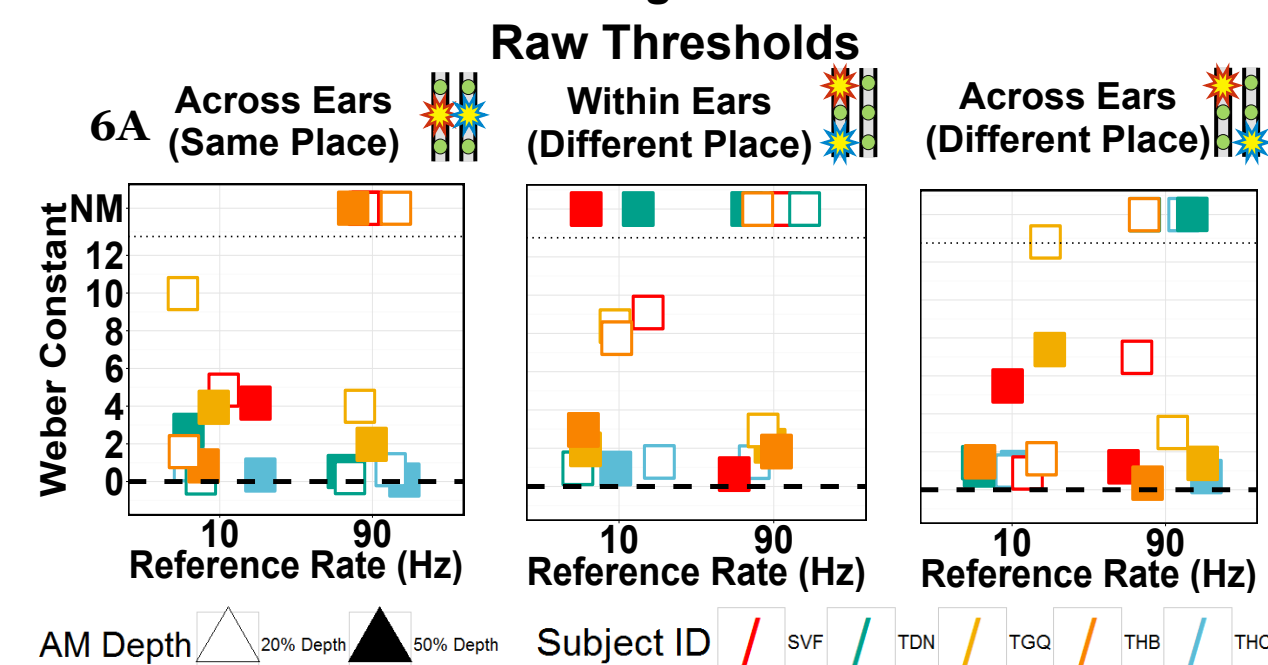 Raw Thresholds
6A
Across Ears
(Same Place)
Within Ears
(Different Place)
Across Ears
(Different Place)
Weber Constant
NM
12
10
8
6
4
2
0
10 90
Reference Rate (Hz)
10 90
Reference Rate (Hz)
10 90
Reference Rate (Hz)
AM Depth 20% Depth 50% Depth
Subject ID SVF TDN TGQ THB